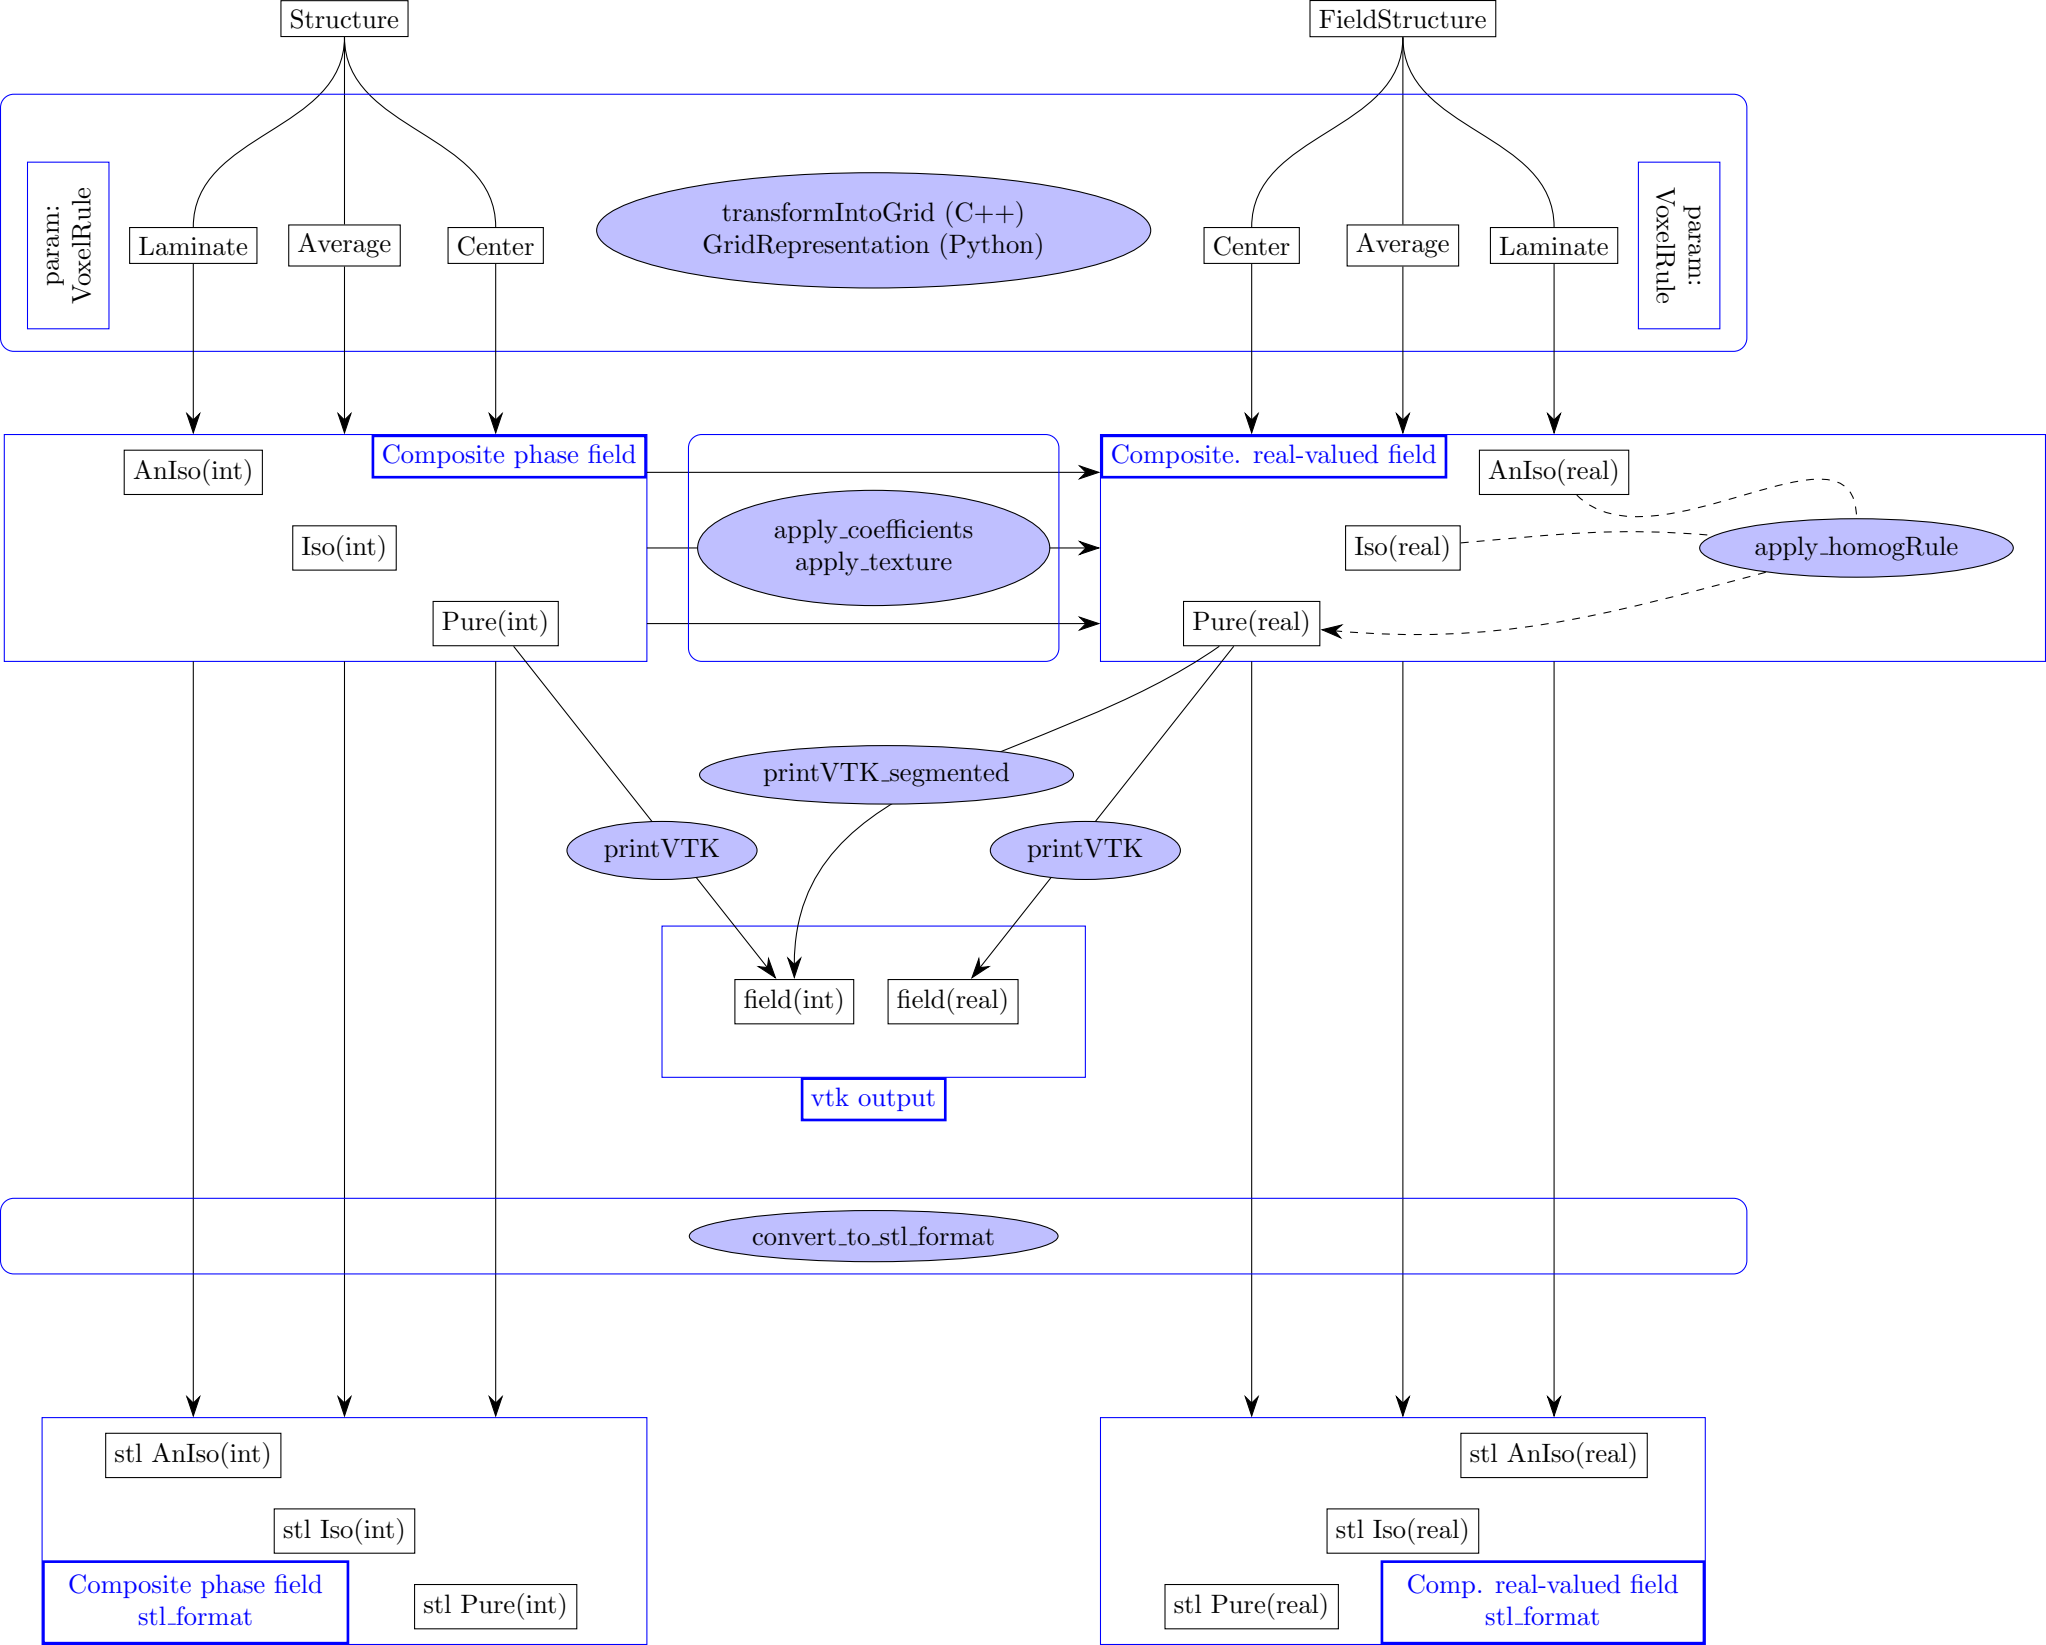 Structure
FieldStructure
param:
VoxelRule
Laminate
Average
Center
transformIntoGrid (C++)
GridRepresentation (Python)
Center
Average
Laminate
param:
VoxelRule
Composite phase field
AnIso(int)
Iso(int)
Pure(int)
apply_coefficients
apply_texture
Composite. real-valued field
AnIso(real)
Iso(real)
apply_homogRule
Pure(real)
printVTK_segmented
printVTK
printVTK
field(int)
field(real)
vtk output
convert_to_stl_format
stl AnIso(int)
stl Iso(int)
Composite phase field
stl_format
stl Pure(int)
stl AnIso(real)
stl Iso(real)
stl Pure(real)
Comp. real-valued field
stl_format